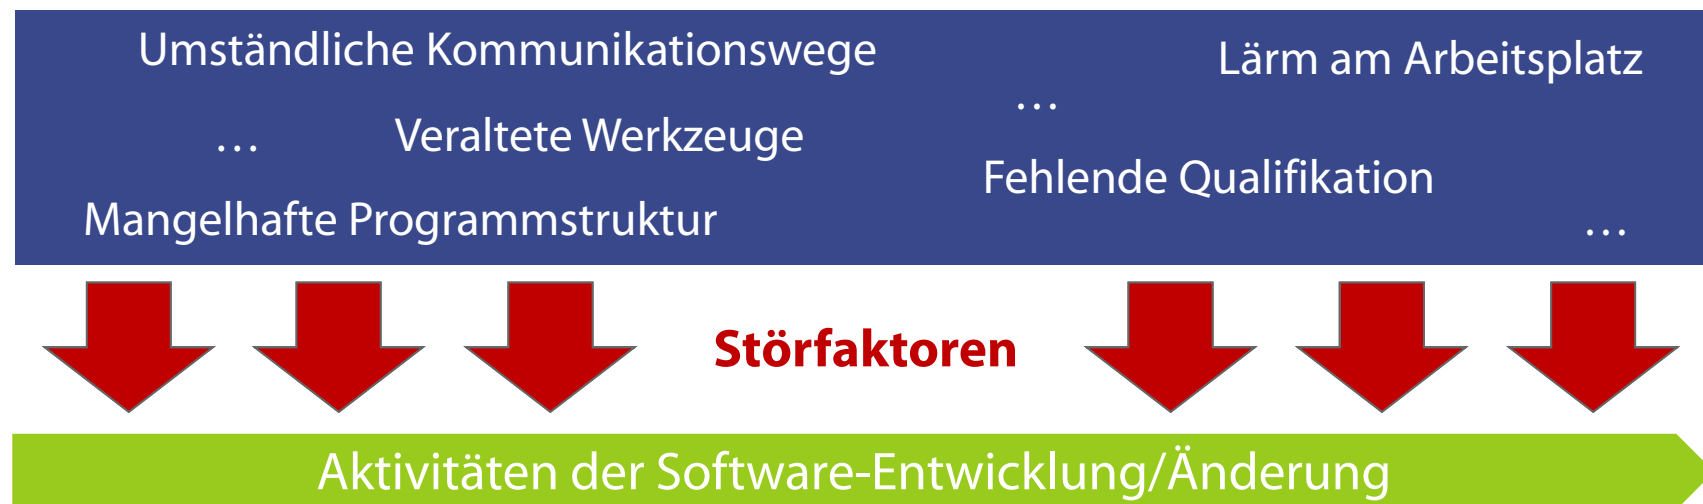 Umständliche Kommunikationswege
Lärm am Arbeitsplatz
…
… Veraltete Werkzeuge
Fehlende Qualifikation
Mangelhafte Programmstruktur
…
Störfaktoren
Aktivitäten der Software-Entwicklung/Änderung